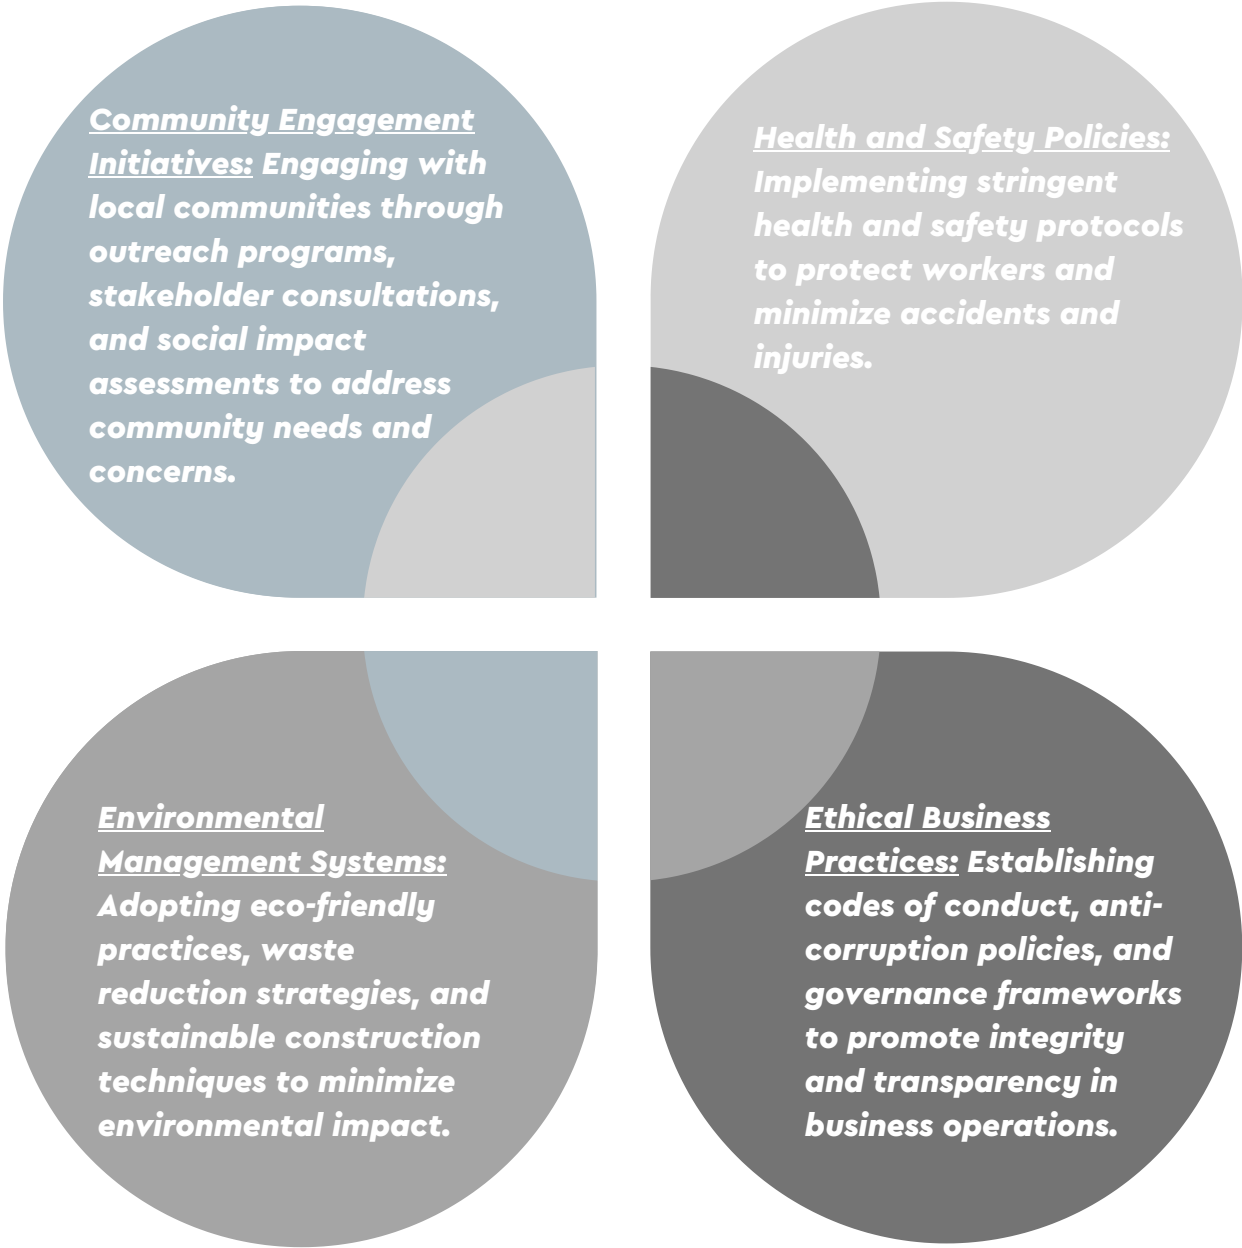 Community Engagement
Initiatives: Engaging with
local communities through
outreach programs,
stakeholder consultations,
and social impact
assessments to address
community needs and
concerns.
Health and Safety Policies:
Implementing stringent
health and safety protocols
to protect workers and
minimize accidents and
injuries.
Environmental
Management Systems:
Adopting eco-friendly
practices, waste
reduction strategies, and
sustainable construction
techniques to minimize
environmental impact.
Ethical Business
Practices: Establishing
codes of conduct, anti-
corruption policies, and
governance frameworks
to promote integrity
and transparency in
business operations.